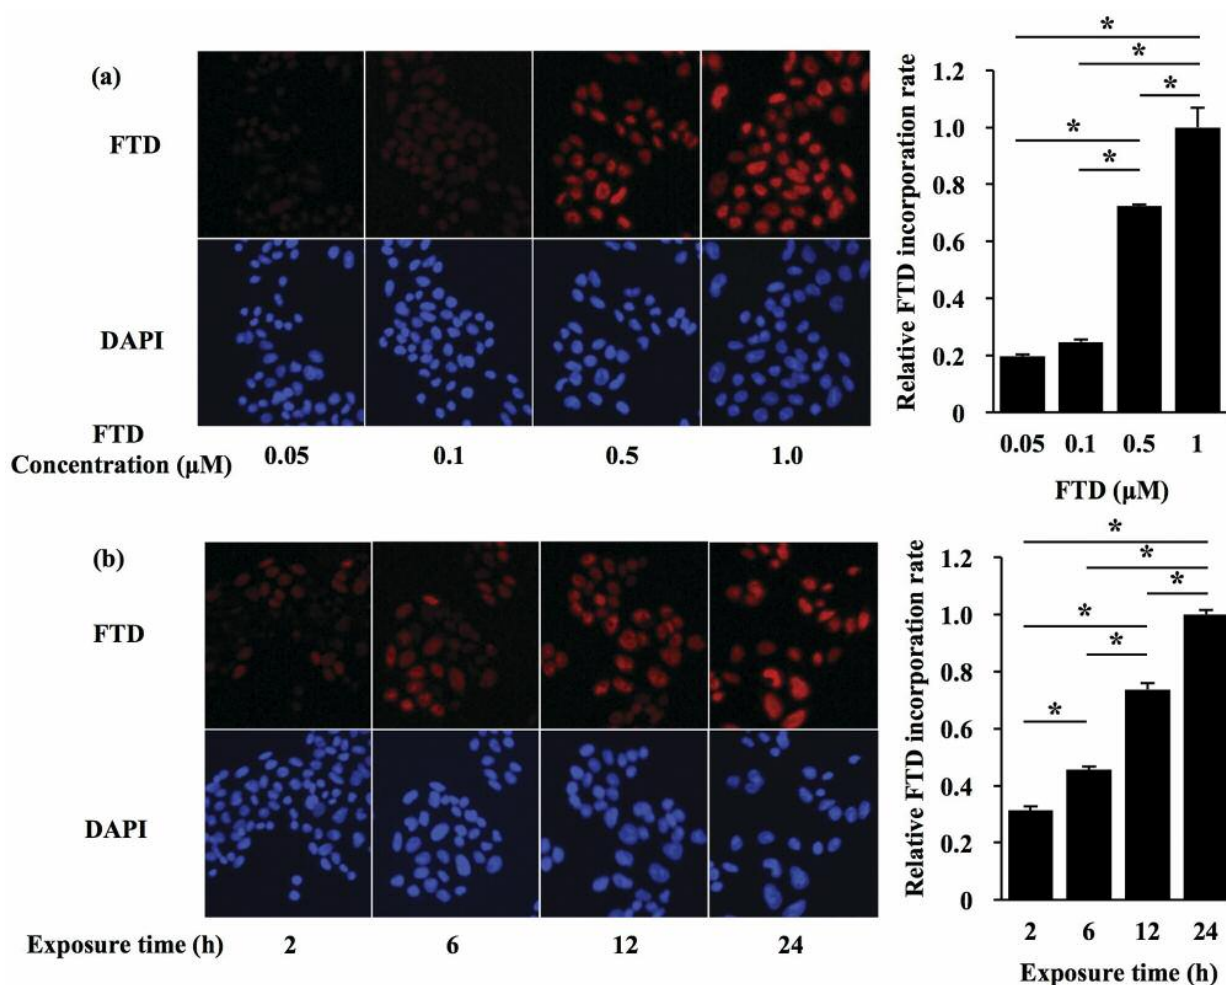 (a)
FTD
DAPI
FTD
Concentration (μM)
0.05 0.1 0.5 1.0
Relative FTD incorporation rate
1.2
1.0
0.8
0.6
0.4
0.2
0
* * * * *
0.05 0.1 0.5 1
FTD (μM)
(b)
FTD
DAPI
Exposure time (h) 2 6 12 24
Relative FTD incorporation rate
1.2
1.0
0.8
0.6
0.4
0.2
0
* * * * * *
2 6 12 24
Exposure time (h)